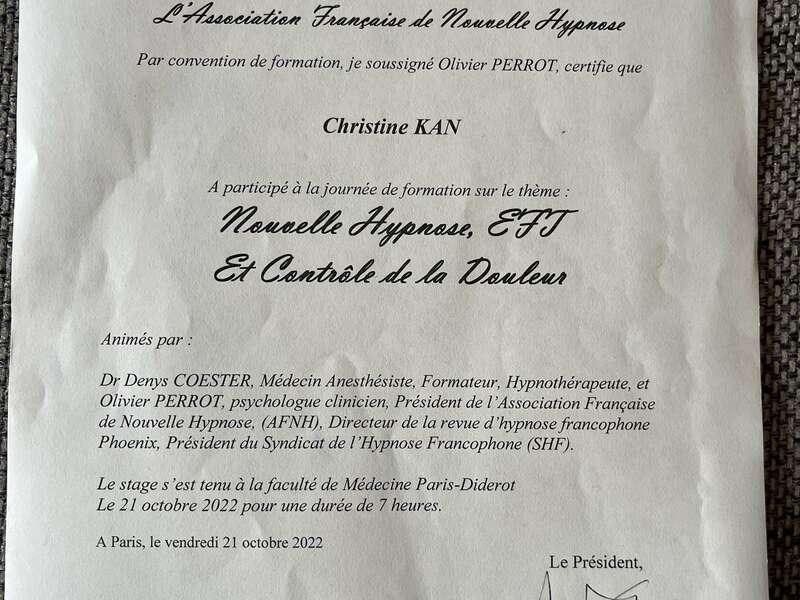 L'Association Française de Nouvelle Hypnose
Par convention de formation, je soussigné Olivier PERROT, certifie que
Christine KAN
A participé à la journée de formation sur le thème :
Nouvelle Hypnose, EFT
Et Contrôle de la Douleur
Animés par :
Dr Denys COESTER, Médecin Anesthésiste, Formateur, Hypnothérapeute, et
Olivier PERROT, psychologue clinicien, Président de l'Association Française
de Nouvelle Hypnose, (AFNH), Directeur de la revue d'hypnose francophone
Phoenix, Président du Syndicat de l'Hypnose Francophone (SHF).
Le stage s'est tenu à la faculté de Médecine Paris-Diderot
Le 21 octobre 2022 pour une durée de 7 heures.
A Paris, le vendredi 21 octobre 2022
Le Président,